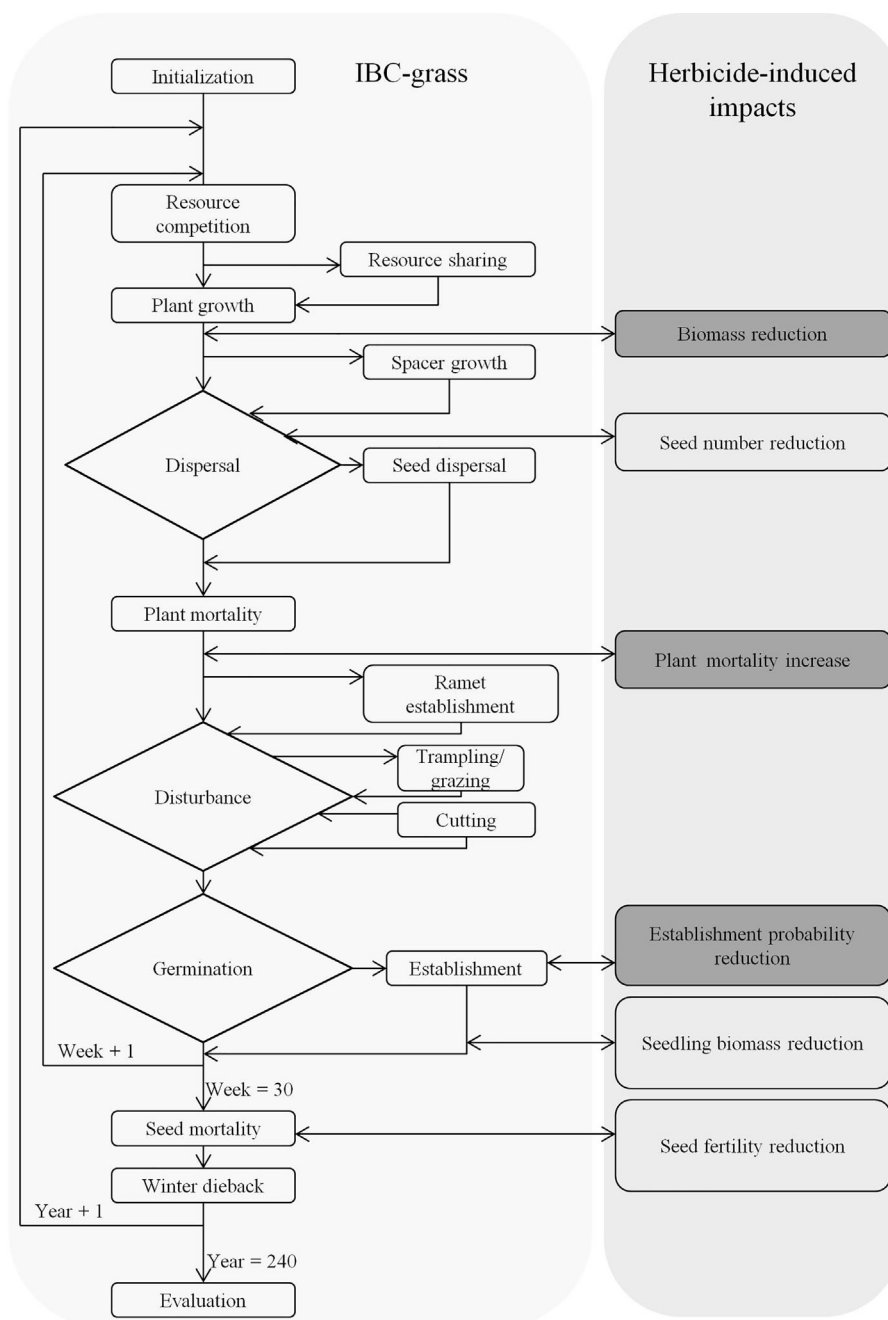 IBC-grass
Herbicide-induced
impacts
Initialization
Resource
competition
Resource sharing
Plant growth
Biomass reduction
Spacer growth
Seed number reduction
Dispersal
Seed dispersal
Plant mortality
Plant mortality increase
Ramet
establishment
Trampling/
grazing
Disturbance
Cutting
Establishment probability
reduction
Germination
Establishment
Seedling biomass reduction
Week + 1
Week = 30
Seed mortality
Seed fertility reduction
Winter dieback
Year + 1
Year = 240
Evaluation